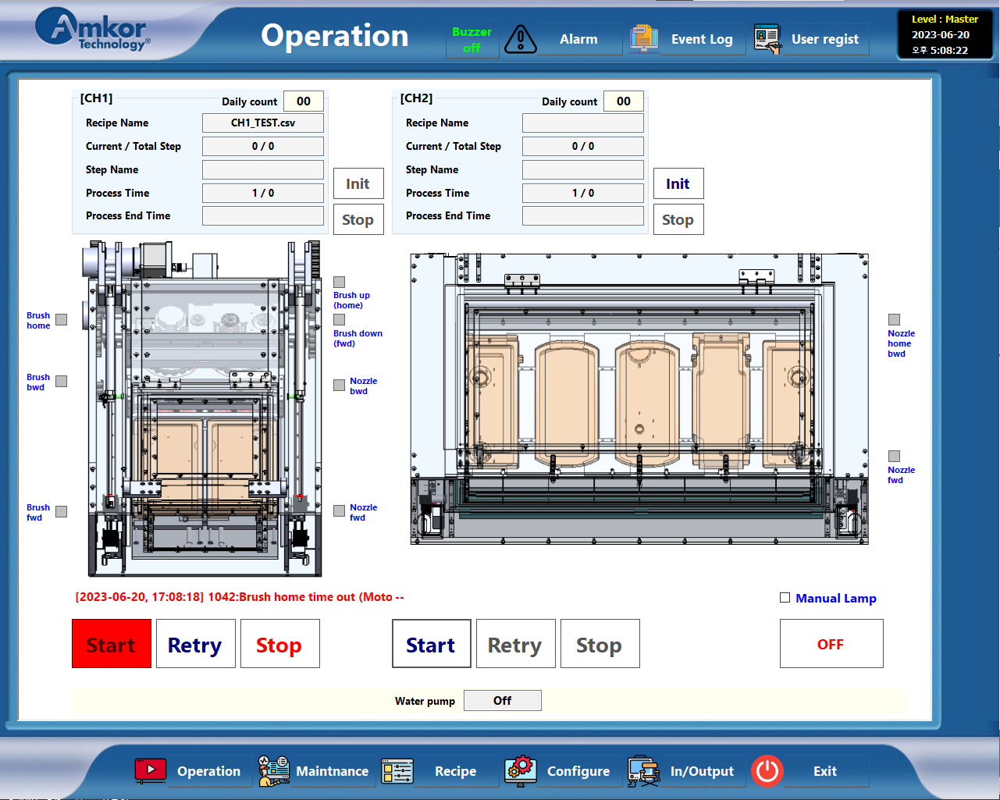 Amkor
Technology®
Operation
Buzzer
off
Alarm
Event Log
User regist
Level : Master
2023-06-20
오후 5:08:22
[CH1]
Daily count
00
Recipe Name
CH1_TEST.csv
Current / Total Step
0 / 0
Step Name
Process Time
1 / 0
Process End Time
Init
Stop
[CH2]
Daily count
00
Recipe Name
Current / Total Step
0 / 0
Step Name
Process Time
1 / 0
Process End Time
Init
Stop
Brush
home
Brush
bwd
Brush
fwd
Brush up
(home)
Brush down
(fwd)
Nozzle
bwd
Nozzle
fwd
Nozzle
home
bwd
Nozzle
fwd
[2023-06-20, 17:08:18] 1042:Brush home time out (Moto --
Manual Lamp
Start
Retry
Stop
Start
Retry
Stop
OFF
Water pump
Off
Operation
Maintnance
Recipe
Configure
In/Output
Exit